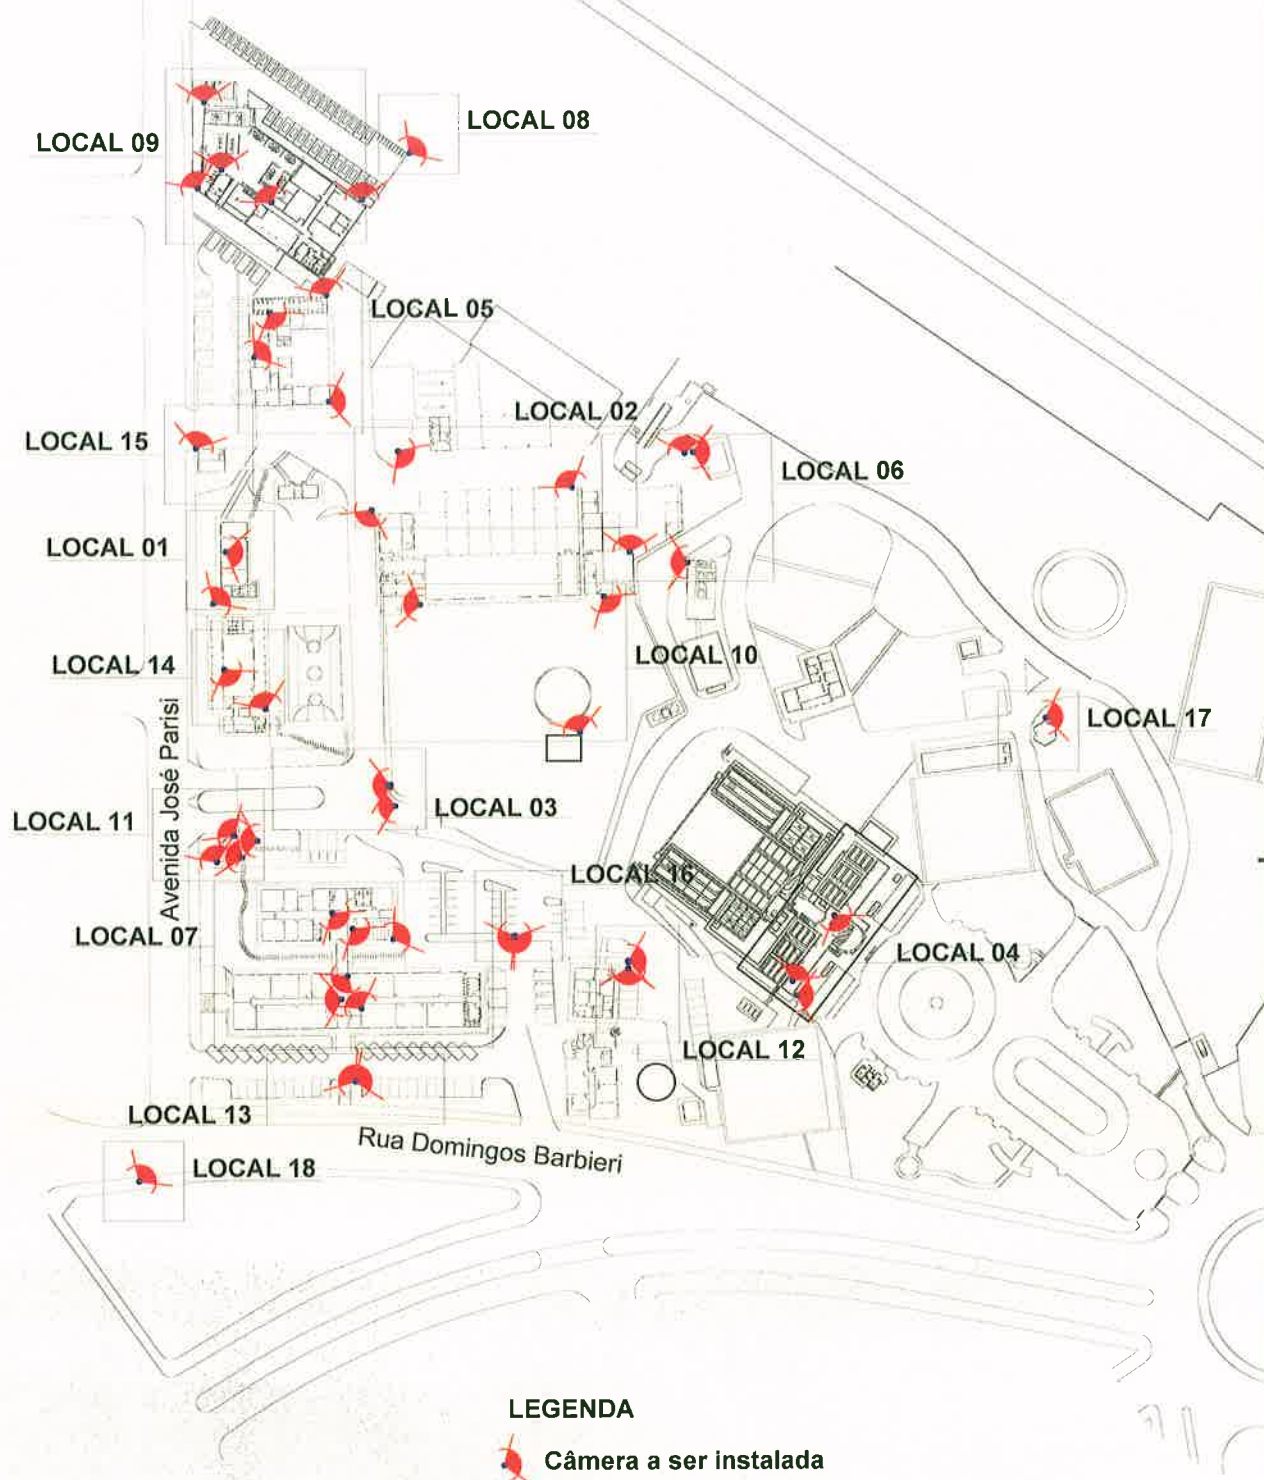 LOCAL 08
LOCAL 09
LOCAL 05
LOCAL 02
LOCAL 15
LOCAL 06
LOCAL 01
LOCAL 10
LOCAL 14
LOCAL 17
Avenida José Parisi
LOCAL 03
LOCAL 11
LOCAL 16
LOCAL 07
LOCAL 04
LOCAL 12
LOCAL 13
Rua Domingos Barbieri
LOCAL 18
LEGENDA
Câmera a ser instalada